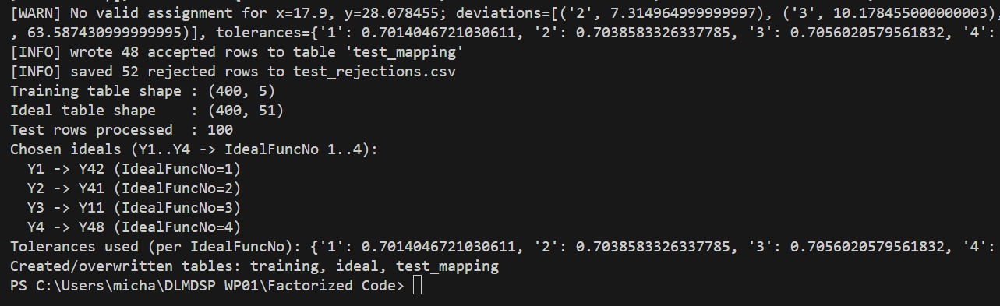 [WARN] No valid assignment for x=17.9, y=28.078455; deviations=[('2', 7.314964999999997), ('3', 10.178455000000003),
, 63.587430999999995)], tolerances={'1': 0.7014046721030611, '2': 0.7038583326337785, '3': 0.7056020579561832, '4':
[INFO] wrote 48 accepted rows to table 'test_mapping'
[INFO] saved 52 rejected rows to test_rejections.csv
Training table shape : (400, 5)
Ideal table shape    : (400, 51)
Test rows processed  : 100
Chosen ideals (Y1..Y4 -> IdealFuncNo 1..4):
  Y1 -> Y42 (IdealFuncNo=1)
  Y2 -> Y41 (IdealFuncNo=2)
  Y3 -> Y11 (IdealFuncNo=3)
  Y4 -> Y48 (IdealFuncNo=4)
Tolerances used (per IdealFuncNo): {'1': 0.7014046721030611, '2': 0.7038583326337785, '3': 0.7056020579561832, '4':
Created/overwritten tables: training, ideal, test_mapping
PS C:\Users\micha\DLMDSP WP01\Factorized Code>